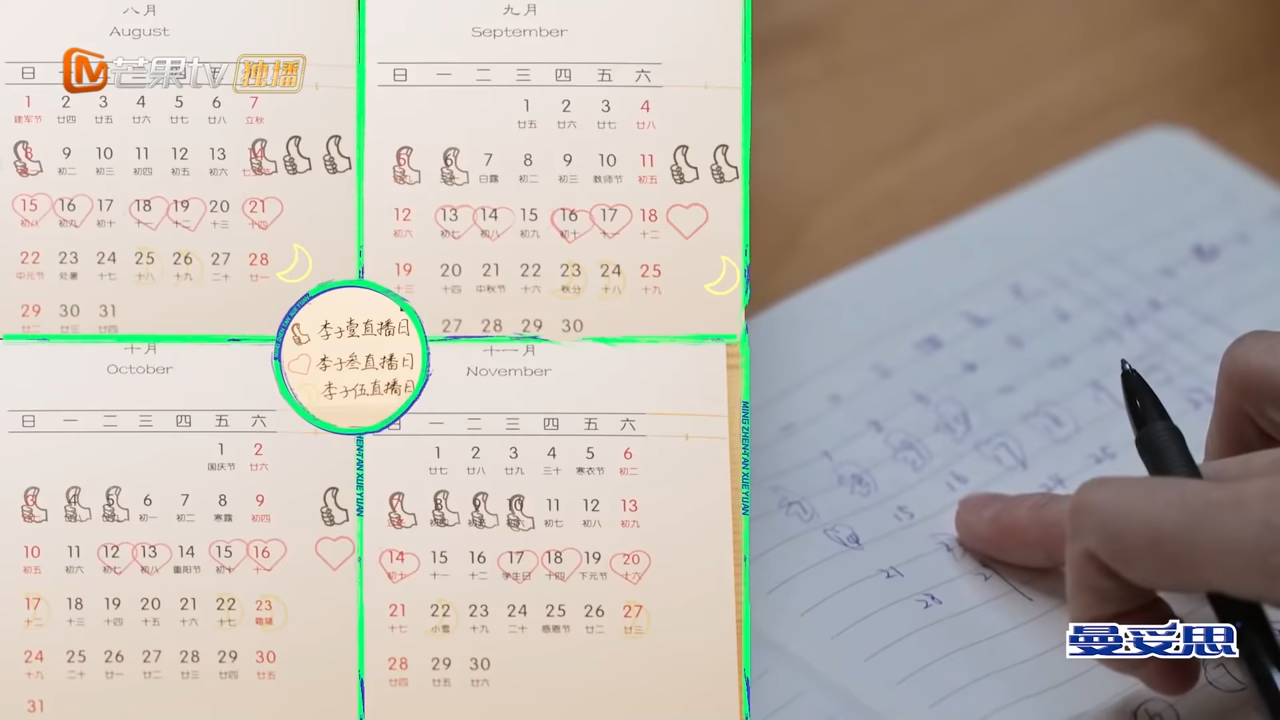 芒果tv 独播
八月
August
日
1 2 3 4 5 6 7
建军节 廿四 廿五 廿六 廿七 廿八 立秋
8 9 10 11 12 13 14
初二 初三 初四 初五 初六
15 16 17 18 19 20 21
初八 初九 初十 十一 十二 十三 十四
22 23 24 25 26 27 28
中元节 处暑 十七 十八 十九 二十 廿一
29 30 31
廿二 廿三 廿四
九月
September
日 一 二 三 四 五 六
1 2 3 4
廿五 廿六 廿七 廿八
5 6 7 8 9 10 11
白露 初二 初三 教师节 初五
12 13 14 15 16 17 18
初六 初七 初八 初九 初十 十一 十二
19 20 21 22 23 24 25
十三 十四 中秋节 十六 秋分 十八 十九
27 28 29 30
李子壹直播日
李子叁直播日
李子伍直播日
十月
October
日 一 二 三 四 五 六
1 2
国庆节 廿六
3 4 5 6 7 8 9
初一 初二 寒露 初四
10 11 12 13 14 15 16
初五 初六 初七 初八 重阳节 初十 十一
17 18 19 20 21 22 23
十二 十三 十四 十五 十六 十七 霜降
24 25 26 27 28 29 30
十九 二十 廿一 廿二 廿三 廿四 廿五
31
十一月
November
日 一 二 三 四 五 六
1 2 3 4 5 6
廿七 廿八 廿九 三十 寒衣节 初二
7 8 9 10 11 12 13
初七 初八 初九
14 15 16 17 18 19 20
初十 十一 十二 学生日 十四 下元节 十六
21 22 23 24 25 26 27
十七 小雪 十九 二十 感恩节 廿二 廿三
28 29 30
廿四 廿五 廿六
MING ZHEN TAN XUE YUAN
15
16
21
23
24
25
曼妥思